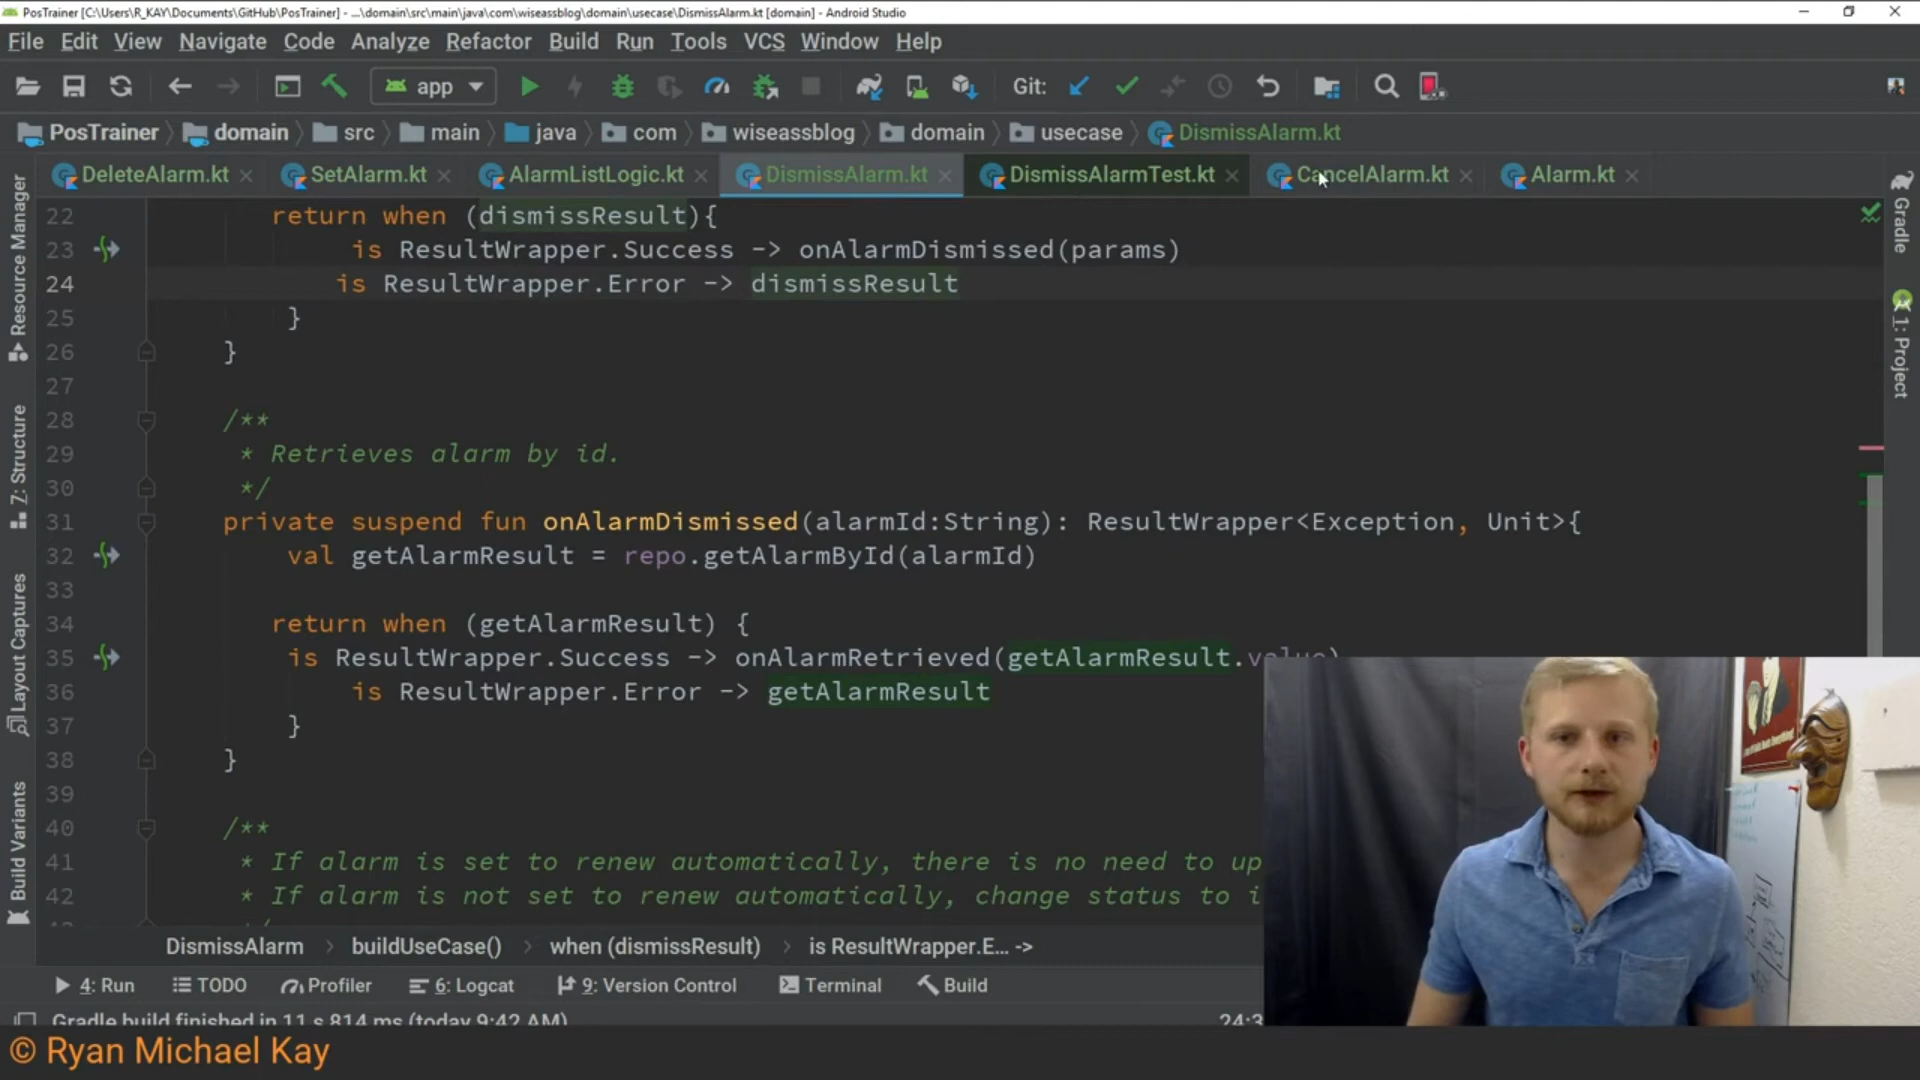 PosTrainer [C:\Users\R_KAY\Documents\GitHub\PosTrainer] - ...\domain\src\main\java\com\wiseassblog\domain\usecase\DismissAlarm.kt [domain] - Android Studio
File Edit View Navigate Code Analyze Refactor Build Run Tools VCS Window Help
app Git:
PosTrainer domain src main java com wiseassblog domain usecase DismissAlarm.kt
DeleteAlarm.kt SetAlarm.kt AlarmListLogic.kt DismissAlarm.kt DismissAlarmTest.kt CancelAlarm.kt Alarm.kt
Resource Manager
Z: Structure
Layout Captures
Build Variants
22 return when (dismissResult){
23 is ResultWrapper.Success -> onAlarmDismissed(params)
24 is ResultWrapper.Error -> dismissResult
25 }
26 }
27
28 /**
29 * Retrieves alarm by id.
30 */
31 private suspend fun onAlarmDismissed(alarmId:String): ResultWrapper<Exception, Unit>{
32 val getAlarmResult = repo.getAlarmById(alarmId)
33
34 return when (getAlarmResult) {
35 is ResultWrapper.Success -> onAlarmRetrieved(getAlarmResult.value)
36 is ResultWrapper.Error -> getAlarmResult
37 }
38 }
39
40 /**
41 * If alarm is set to renew automatically, there is no need to up
42 * If alarm is not set to renew automatically, change status to i
Gradle
1: Project
DismissAlarm buildUseCase() when (dismissResult) is ResultWrapper.E... ->
4: Run TODO Profiler 6: Logcat 9: Version Control Terminal Build
Gradle build finished in 11 s 814 ms (today 9:42 AM) 24:3
© Ryan Michael Kay